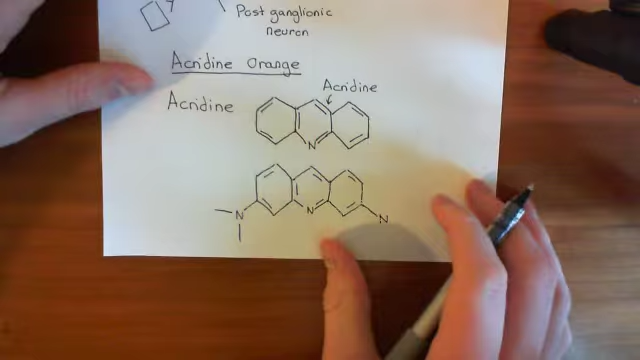 Post ganglionic
neuron
Acridine Orange
Acridine
Acridine
N
N
N
N